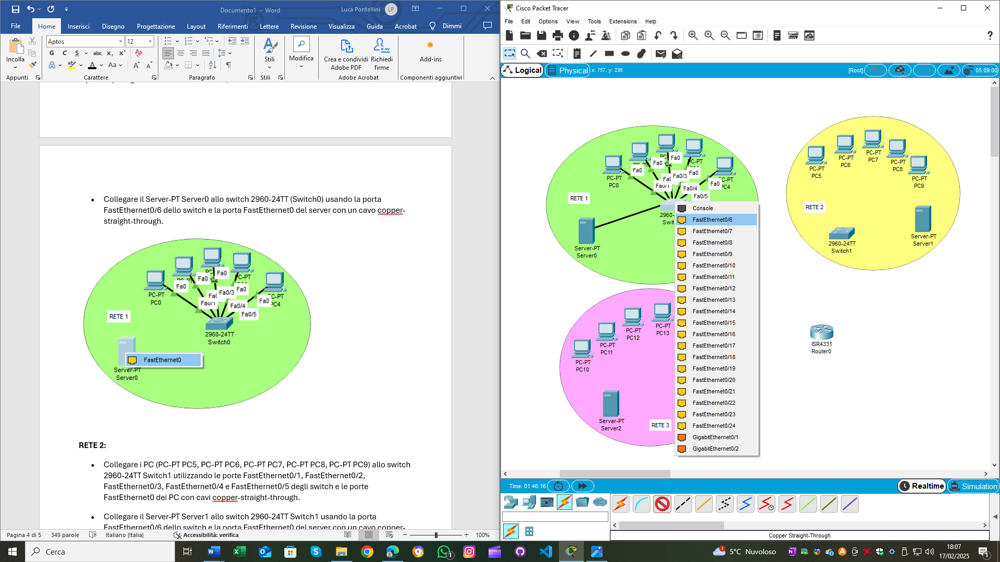 Documento1 - Word
Luca Pontellini
LP
File
Home
Inserisci
Disegno
Progettazione
Layout
Riferimenti
Lettere
Revisione
Visualizza
Guida
Acrobat
Dimmi
Incolla
Aptos
12
Stili
Modifica
Crea e condividi
Adobe PDF
Richiedi
firme
Add-ins
Appunti
Carattere
Paragrafo
Stili
Adobe Acrobat
Componenti aggiuntivi
• Collegare il Server-PT Server0 allo switch 2960-24TT (Switch0) usando la porta
FastEthernet0/6 dello switch e la porta FastEthernet0 del server con un cavo copper-
straight-through.
PC-PT
PC0
Fa0
Fa0
Fa0
Fa0
Fa0
Fa0/1
Fa0/3
Fa0/4
Fa0/5
PC4
RETE 1
2960-24TT
Switch0
FastEthernet0
Server-PT
Server0
RETE 2:
• Collegare i PC (PC-PT PC5, PC-PT PC6, PC-PT PC7, PC-PT PC8, PC-PT PC9) allo switch
2960-24TT Switch1 utilizzando le porte FastEthernet0/1, FastEthernet0/2,
FastEthernet0/3, FastEthernet0/4 e FastEthernet0/5 degli switch e le porte
FastEthernet0 dei PC con cavi copper-straight-through.
• Collegare il Server-PT Server1 allo switch 2960-24TT Switch1 usando la porta
FastEthernet0/6 dello switch e la porta FastEthernet0 del server con un cavo copper-
Pagina 4 di 5
349 parole
Italiano (Italia)
Accessibilità: verifica
100%
Cisco Packet Tracer
File
Edit
Options
View
Tools
Extensions
Help
Logical
Physical
x: 757, y: 236
[Root]
05:09:00
PC-PT
PC0
Fa0
Fa0
Fa0
Fa0
Fa0
Fa0/1
Fa0/3
Fa0/4
Fa0/5
PC4
RETE 1
2960-
Swit
Server-PT
Server0
Console
FastEthernet0/6
FastEthernet0/7
FastEthernet0/8
FastEthernet0/9
FastEthernet0/10
FastEthernet0/11
FastEthernet0/12
FastEthernet0/13
FastEthernet0/14
FastEthernet0/15
FastEthernet0/16
FastEthernet0/17
FastEthernet0/18
FastEthernet0/19
FastEthernet0/20
FastEthernet0/21
FastEthernet0/22
FastEthernet0/23
FastEthernet0/24
GigabitEthernet0/1
GigabitEthernet0/2
PC-PT
PC5
PC-PT
PC6
PC-PT
PC7
PC-PT
PC8
PC-PT
PC9
RETE 2
2960-24TT
Switch1
Server-PT
Server1
PC-PT
PC10
PC-PT
PC11
PC-PT
PC12
PC-PT
PC13
Server-PT
Server2
RETE 3
ISR4331
Router0
Time: 01:46:16
Realtime
Simulation
Copper Straight-Through
Cerca
5°C Nuvoloso
18:07
17/02/2025